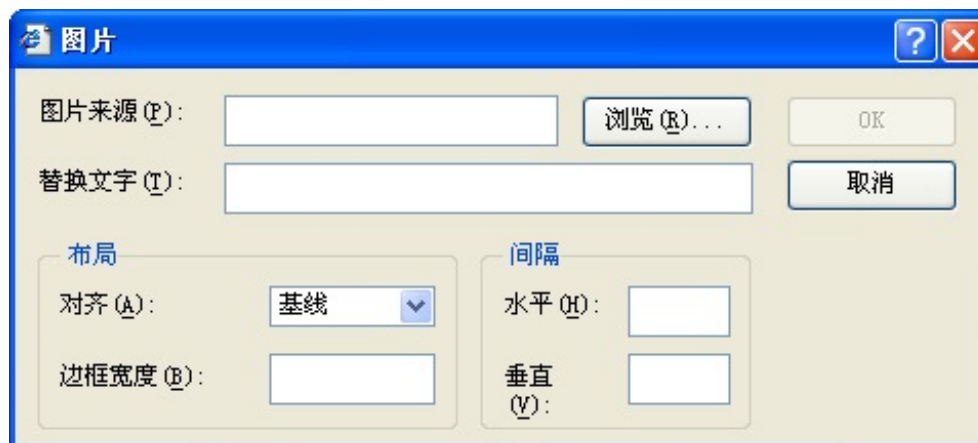 图片
图片来源(P): 浏览(R)... OK
替换文字(T): 取消
布局 间隔
对齐(A): 基线 水平(H):
边框宽度(B): 垂直
(V):